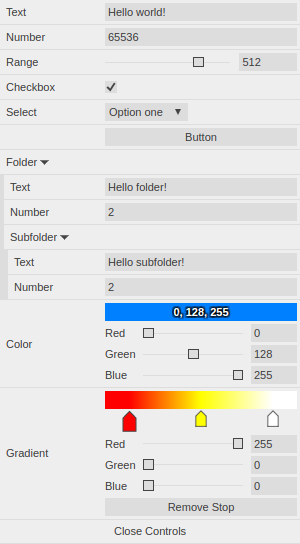 Text Hello world!
Number 65536
Range 512
Checkbox
Select Option one
Button
Folder
Text Hello folder!
Number 2
Subfolder
Text Hello subfolder!
Number 2
0, 128, 255
Red 0
Color Green 128
Blue 255
Red 255
Gradient Green 0
Blue 0
Remove Stop
Close Controls